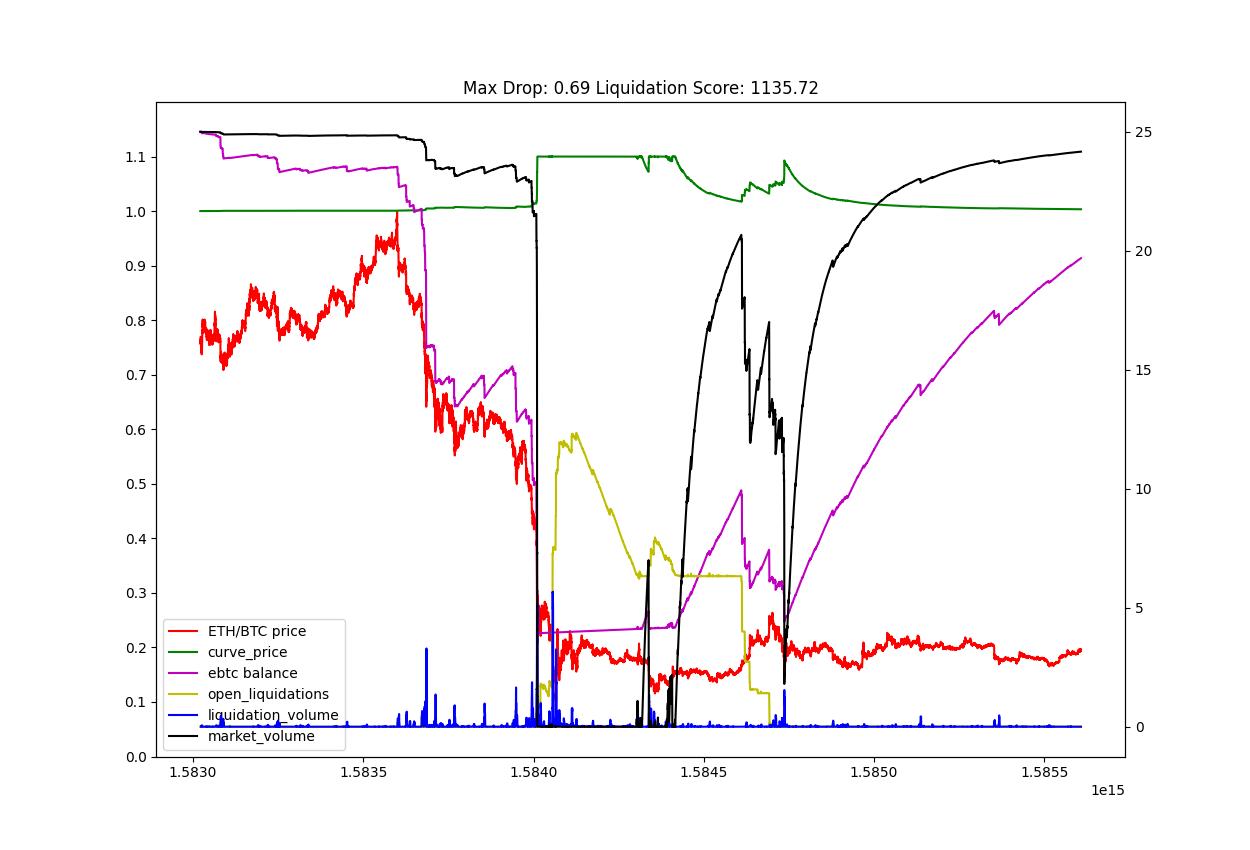 Max Drop: 0.69 Liquidation Score: 1135.72
1.1
1.0
0.9
0.8
0.7
0.6
0.5
0.4
0.3
0.2
0.1
0.0
25
20
15
10
5
0
ETH/BTC price
curve_price
ebtc balance
open_liquidations
liquidation_volume
market_volume
1.5830 1.5835 1.5840 1.5845 1.5850 1.5855
1e15